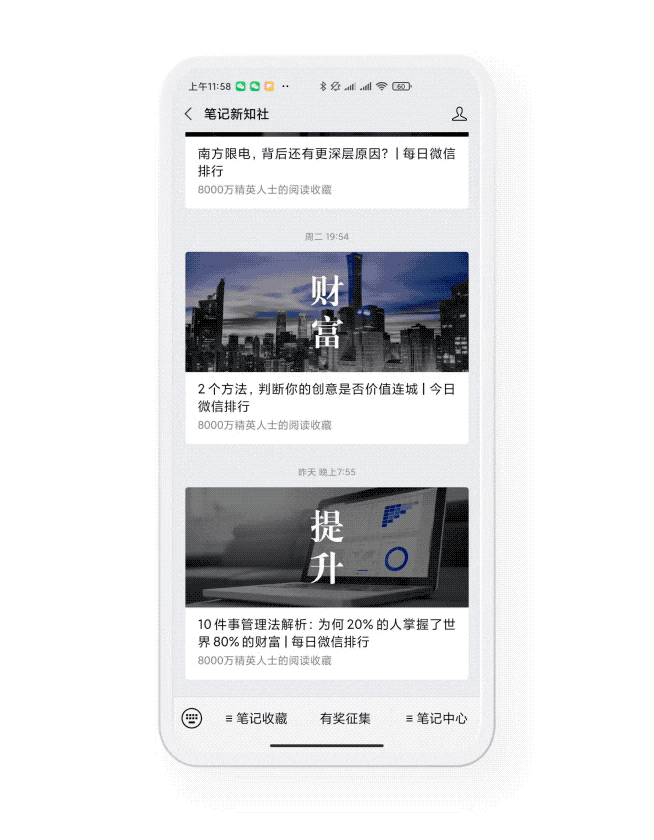 上午11:58
60
笔记新知社
南方限电，背后还有更深层原因？ | 每日微信
排行
8000万精英人士的阅读收藏
周二 19:54
财
富
2 个方法，判断你的创意是否价值连城 | 今日
微信排行
8000万精英人士的阅读收藏
昨天 晚上7:55
提
升
10 件事管理法解析：为何 20% 的人掌握了世
界 80% 的财富 | 每日微信排行
8000万精英人士的阅读收藏
≡ 笔记收藏 有奖征集 ≡ 笔记中心